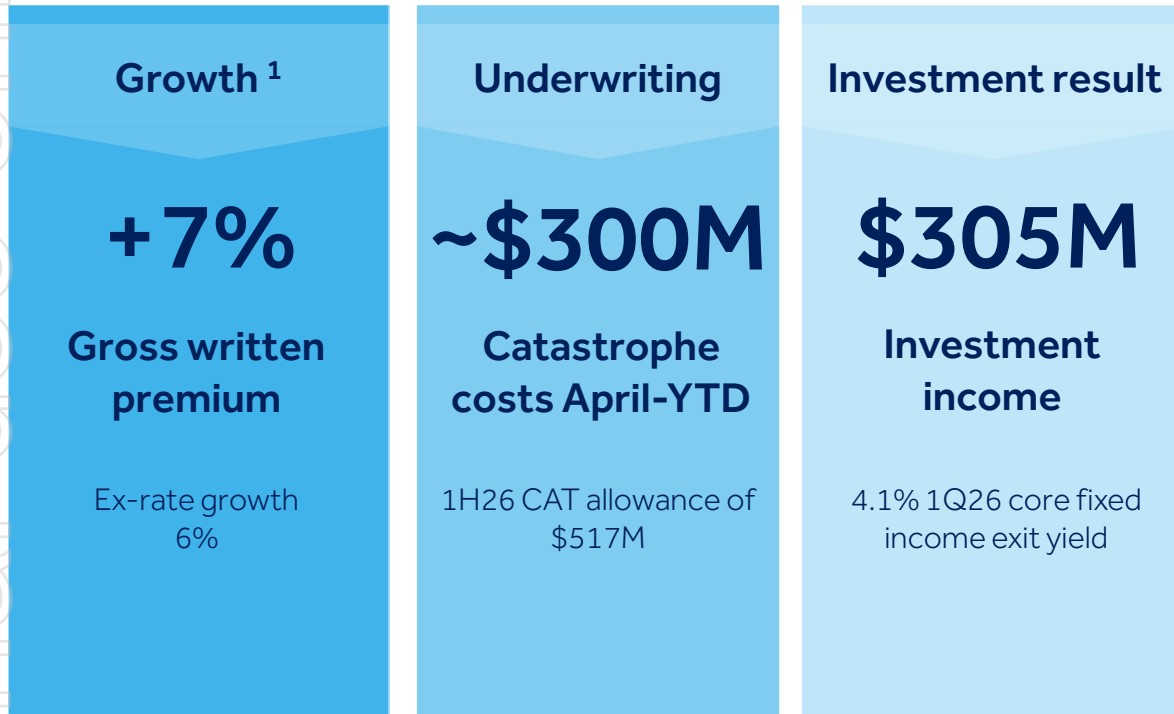 Growth ¹
+7%
Gross written
premium
Ex-rate growth
6%
Underwriting
~$300M
Catastrophe
costs April-YTD
1H26 CAT allowance of
$517M
Investment result
$305M
Investment
income
4.1% 1Q26 core fixed
income exit yield